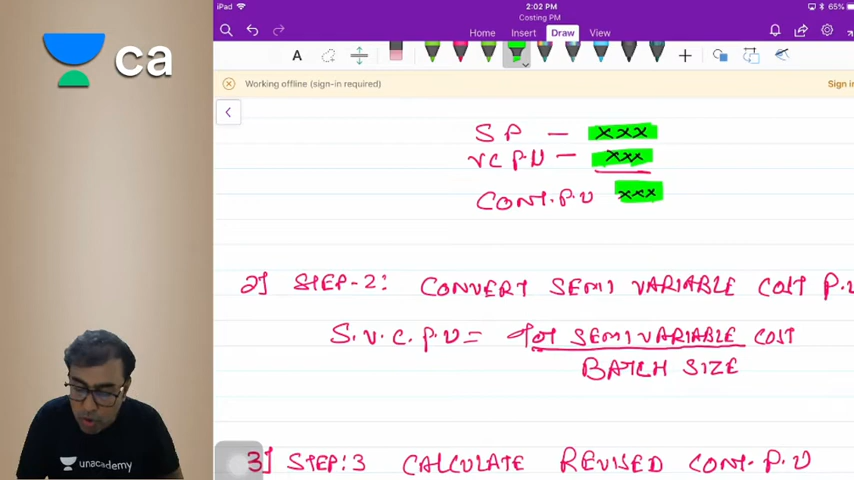 ca
iPad
2:02 PM
65%
Costing PM
Home Insert Draw View
A
Working offline (sign-in required)
Sign i
SP - xxx
VCPU - xxx
CONT.P.U xxx
2] STEP-2: CONVERT SEMI VARIABLE COST P.U
S.V.C.P.U = Tot SEMIVARIABLE COST
BATCH SIZE
3] STEP:3 CALCULATE REVISED CONT.P.U
unacademy